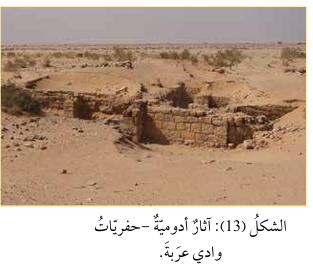 الشكلُ (13): آثارٌ أدوميّةٌ -حفريّاتُ
وادي عرَبةَ.